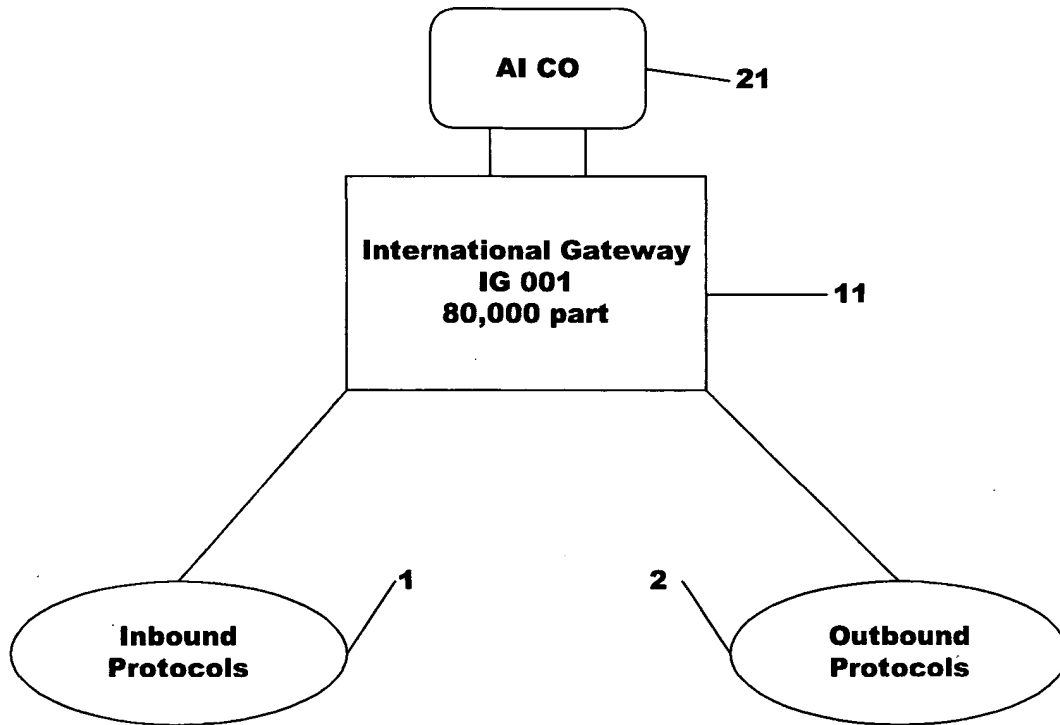 AI CO
21
International Gateway
IG 001
80,000 part
11
1
2
Inbound
Protocols
Outbound
Protocols